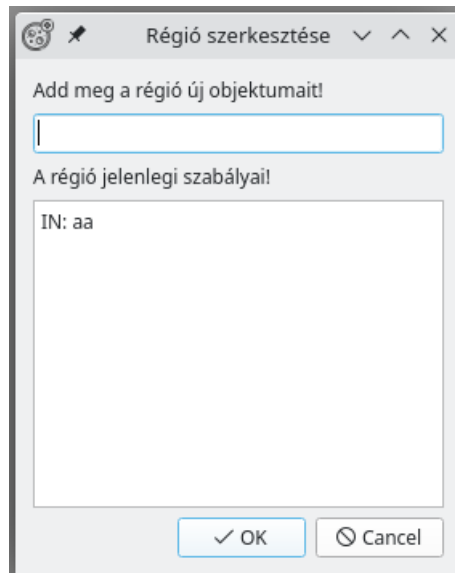 Régió szerkesztése
Add meg a régió új objektumait!
A régió jelenlegi szabályai!
IN: aa
OK
Cancel